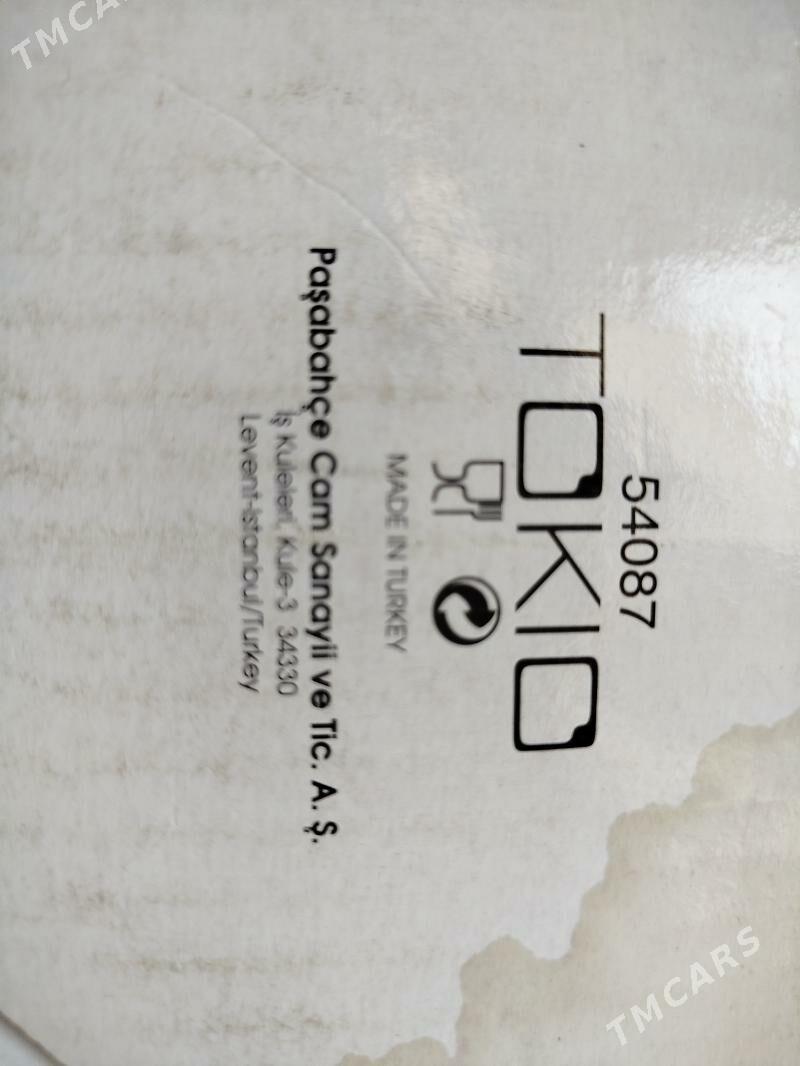 54087
TOKIO
MADE IN TURKEY
Paşabahçe Cam Sanayii ve Tic. A. Ş.
İş Kuleleri, Kule-3 34330
Levent-İstanbul/Turkey
TMCARS
TMCARS